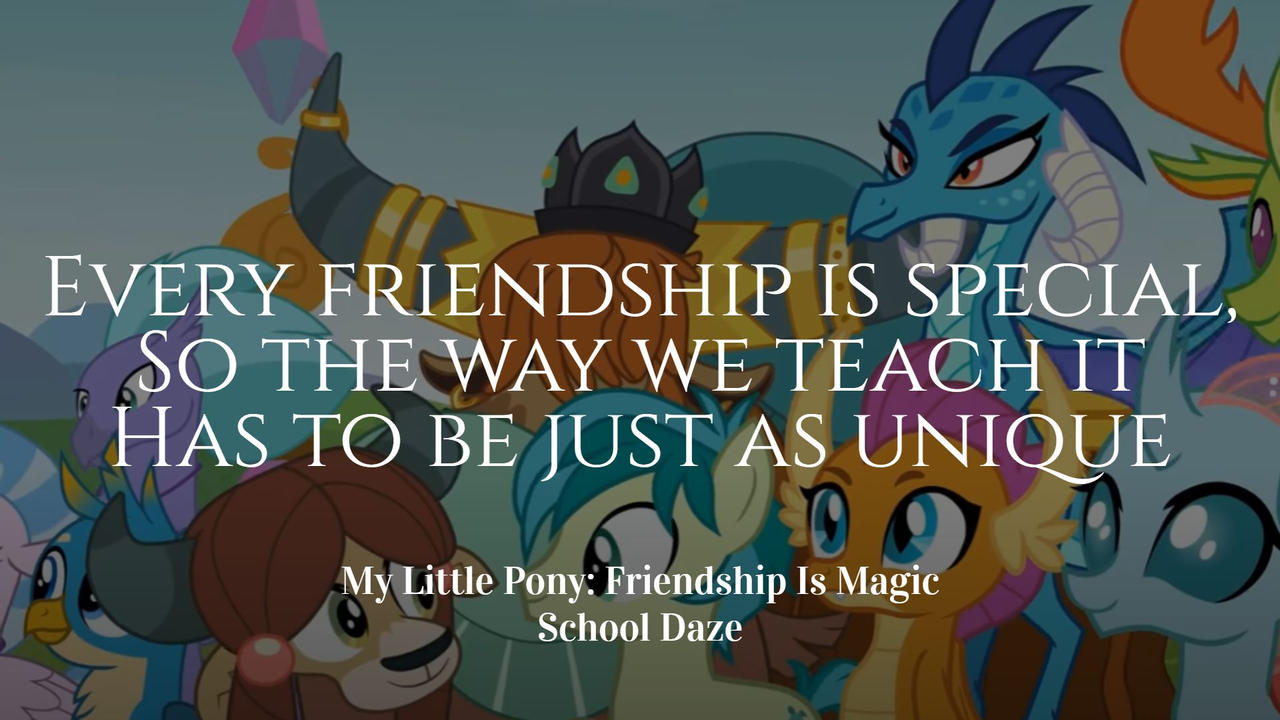 Every friendship is special,
So the way we teach it
Has to be just as unique
My Little Pony: Friendship Is Magic
School Daze